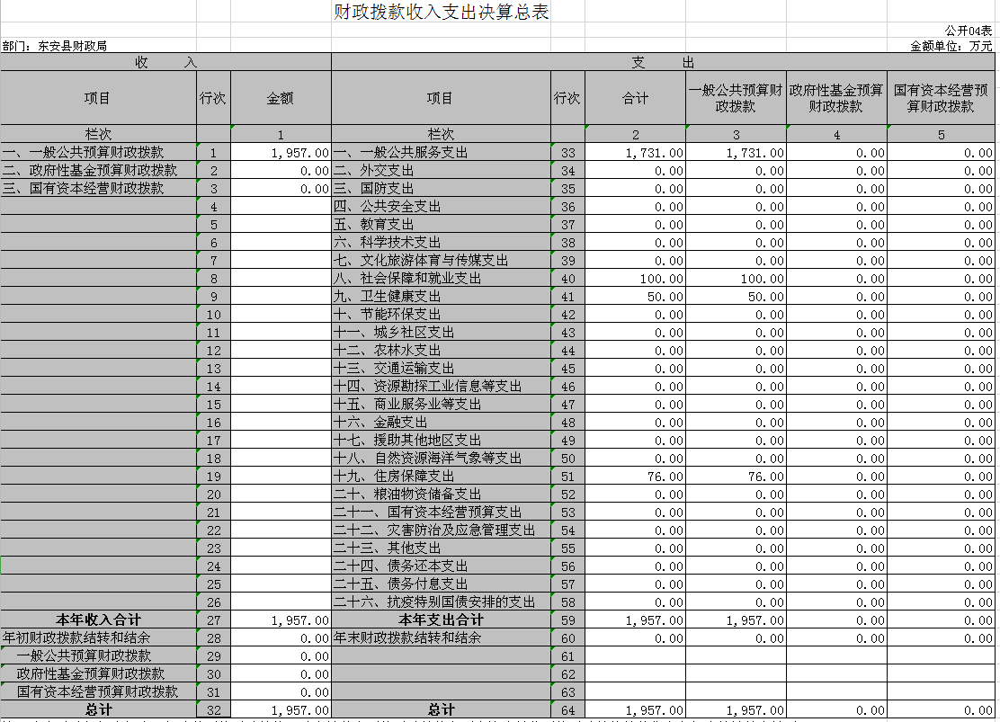 财政拨款收入支出决算总表
公开04表
部门：东安县财政局 金额单位：万元
收 入 支 出
项目 行次 金额 项目 行次 合计 一般公共预算财政拨款 政府性基金预算财政拨款 国有资本经营预算财政拨款
栏次 1 栏次 2 3 4 5
一、一般公共预算财政拨款 1 1,957.00 一、一般公共服务支出 33 1,731.00 1,731.00 0.00 0.00
二、政府性基金预算财政拨款 2 0.00 二、外交支出 34 0.00 0.00 0.00 0.00
三、国有资本经营财政拨款 3 0.00 三、国防支出 35 0.00 0.00 0.00 0.00
4 四、公共安全支出 36 0.00 0.00 0.00 0.00
5 五、教育支出 37 0.00 0.00 0.00 0.00
6 六、科学技术支出 38 0.00 0.00 0.00 0.00
7 七、文化旅游体育与传媒支出 39 0.00 0.00 0.00 0.00
8 八、社会保障和就业支出 40 100.00 100.00 0.00 0.00
9 九、卫生健康支出 41 50.00 50.00 0.00 0.00
10 十、节能环保支出 42 0.00 0.00 0.00 0.00
11 十一、城乡社区支出 43 0.00 0.00 0.00 0.00
12 十二、农林水支出 44 0.00 0.00 0.00 0.00
13 十三、交通运输支出 45 0.00 0.00 0.00 0.00
14 十四、资源勘探工业信息等支出 46 0.00 0.00 0.00 0.00
15 十五、商业服务业等支出 47 0.00 0.00 0.00 0.00
16 十六、金融支出 48 0.00 0.00 0.00 0.00
17 十七、援助其他地区支出 49 0.00 0.00 0.00 0.00
18 十八、自然资源海洋气象等支出 50 0.00 0.00 0.00 0.00
19 十九、住房保障支出 51 76.00 76.00 0.00 0.00
20 二十、粮油物资储备支出 52 0.00 0.00 0.00 0.00
21 二十一、国有资本经营预算支出 53 0.00 0.00 0.00 0.00
22 二十二、灾害防治及应急管理支出 54 0.00 0.00 0.00 0.00
23 二十三、其他支出 55 0.00 0.00 0.00 0.00
24 二十四、债务还本支出 56 0.00 0.00 0.00 0.00
25 二十五、债务付息支出 57 0.00 0.00 0.00 0.00
26 二十六、抗疫特别国债安排的支出 58 0.00 0.00 0.00 0.00
本年收入合计 27 1,957.00 本年支出合计 59 1,957.00 1,957.00 0.00 0.00
年初财政拨款结转和结余 28 0.00 年末财政拨款结转和结余 60 0.00 0.00 0.00 0.00
一般公共预算财政拨款 29 0.00 61
政府性基金预算财政拨款 30 0.00 62
国有资本经营预算财政拨款 31 0.00 63
总计 32 1,957.00 总计 64 1,957.00 1,957.00 0.00 0.00